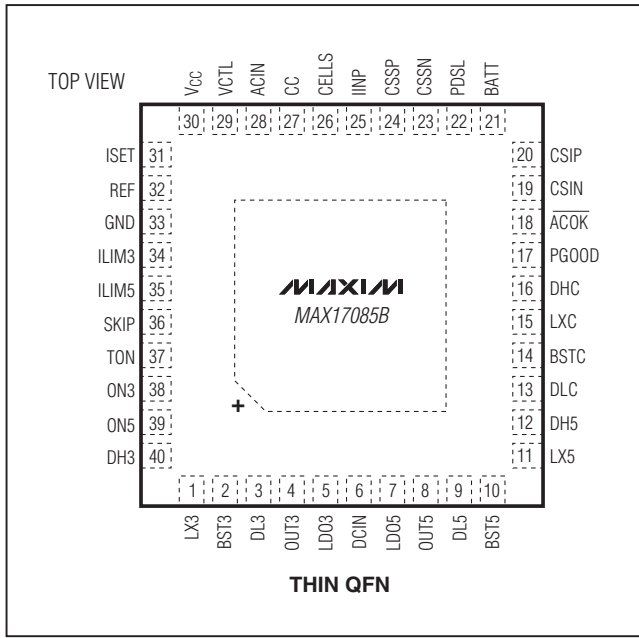 TOP VIEW
VCC VCTL ACIN CC CELLS IINP CSSP CSSN PDSL BATT
30 29 28 27 26 25 24 23 22 21
ISET 31
REF 32
GND 33
ILIM3 34
ILIM5 35
SKIP 36
TON 37
ON3 38
ON5 39
DH3 40
20 CSIP
19 CSIN
18 ACOK
17 PGOOD
16 DHC
15 LXC
14 BSTC
13 DLC
12 DH5
11 LX5
MAXIM
MAX17085B
+
1 2 3 4 5 6 7 8 9 10
LX3 BST3 DL3 OUT3 LDO3 DCIN LDO5 OUT5 DL5 BST5
THIN QFN